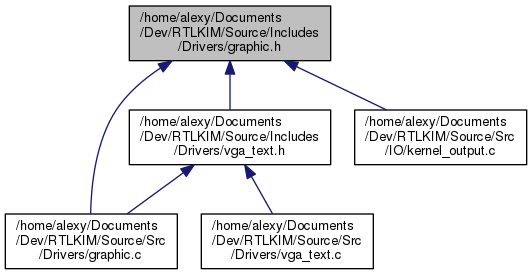 /home/alexy/Documents
/Dev/RTLKIM/Source/Includes
/Drivers/graphic.h
/home/alexy/Documents
/Dev/RTLKIM/Source/Includes
/Drivers/vga_text.h
/home/alexy/Documents
/Dev/RTLKIM/Source/Src
/IO/kernel_output.c
/home/alexy/Documents
/Dev/RTLKIM/Source/Src
/Drivers/graphic.c
/home/alexy/Documents
/Dev/RTLKIM/Source/Src
/Drivers/vga_text.c